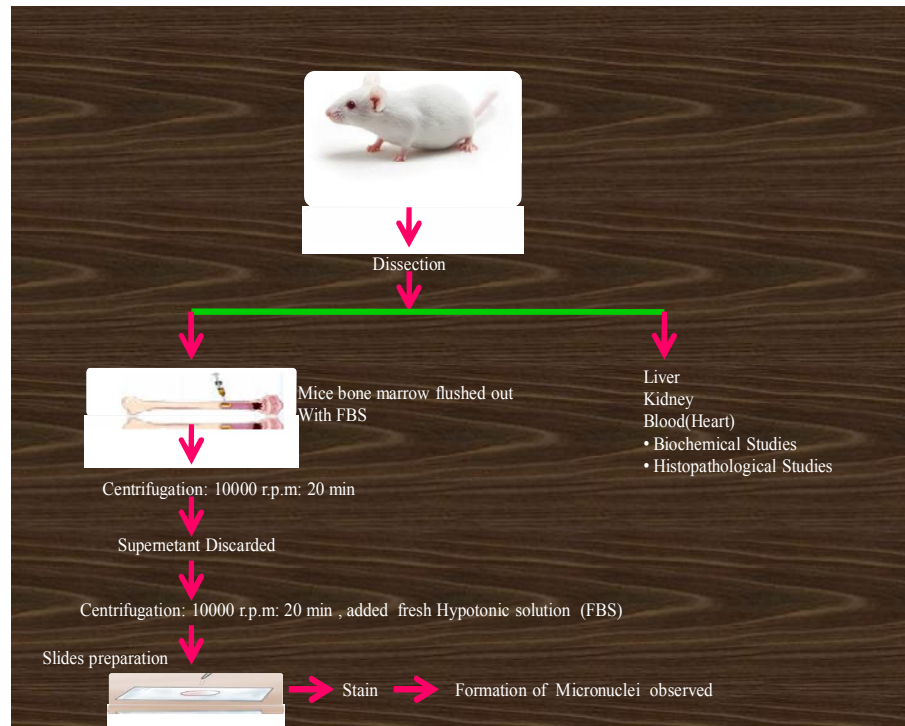 Dissection
Mice bone marrow flushed out
With FBS
Liver
Kidney
Blood(Heart)
• Biochemical Studies
• Histopathological Studies
Centrifugation: 10000 r.p.m: 20 min
Supernetant Discarded
Centrifugation: 10000 r.p.m: 20 min , added fresh Hypotonic solution (FBS)
Slides preparation
Stain
Formation of Micronuclei observed